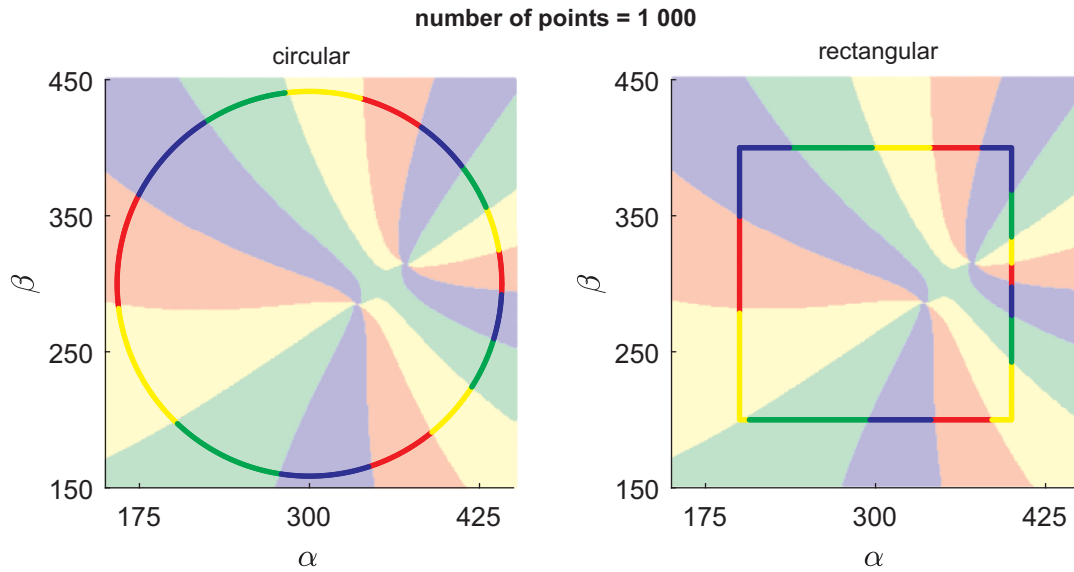 number of points = 1 000
circular
rectangular
450
350
250
150
175
300
425
β
α
450
350
250
150
175
300
425
β
α